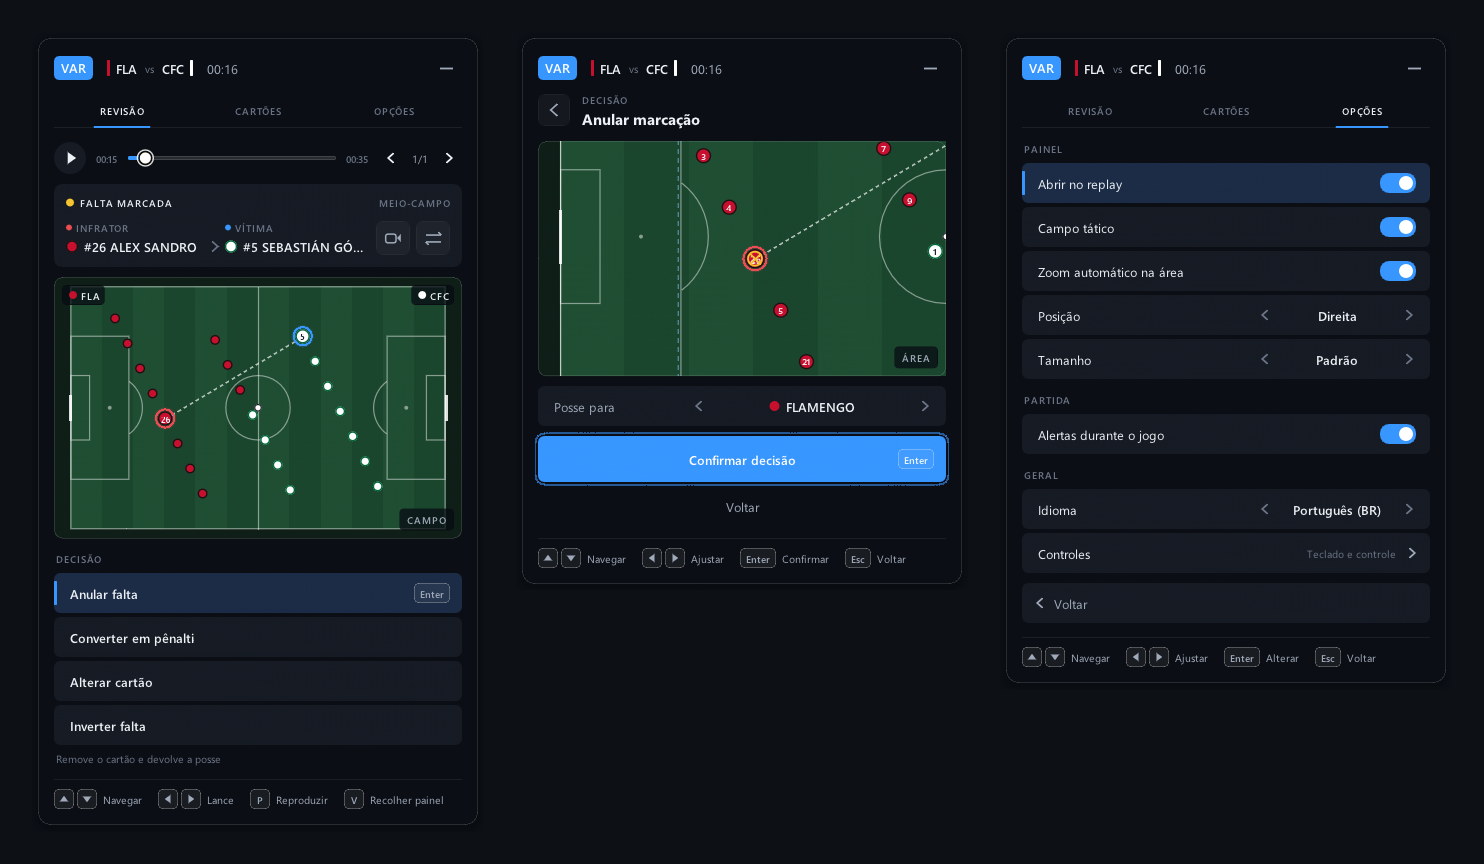 VAR FLA vs CFC 00:16
REVISÃO CARTÕES OPÇÕES
00:15 00:35 1/1
FALTA MARCADA MEIO-CAMPO
INFRATOR VÍTIMA
#26 ALEX SANDRO #5 SEBASTIÁN GÓ...
FLA CFC
5
26
CAMPO
DECISÃO
Anular falta Enter
Converter em pênalti
Alterar cartão
Inverter falta
Remove o cartão e devolve a posse
Navegar Lance P Reproduzir V Recolher painel
VAR FLA vs CFC 00:16
DECISÃO
Anular marcação
3 7
4 9
1
5
21
ÁREA
Posse para FLAMENGO
Confirmar decisão Enter
Voltar
Navegar Ajustar Enter Confirmar Esc Voltar
VAR FLA vs CFC 00:16
REVISÃO CARTÕES OPÇÕES
PAINEL
Abrir no replay
Campo tático
Zoom automático na área
Posição Direita
Tamanho Padrão
PARTIDA
Alertas durante o jogo
GERAL
Idioma Português (BR)
Controles Teclado e controle
Voltar
Navegar Ajustar Enter Alterar Esc Voltar